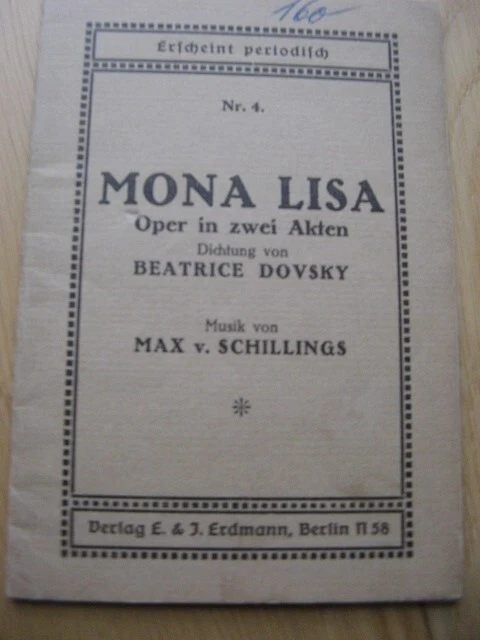 160
Erscheint periodisch
Nr. 4.
MONA LISA
Oper in zwei Akten
Dichtung von
BEATRICE DOVSKY
Musik von
MAX v. SCHILLINGS
Verlag E. & J. Erdmann, Berlin N 58